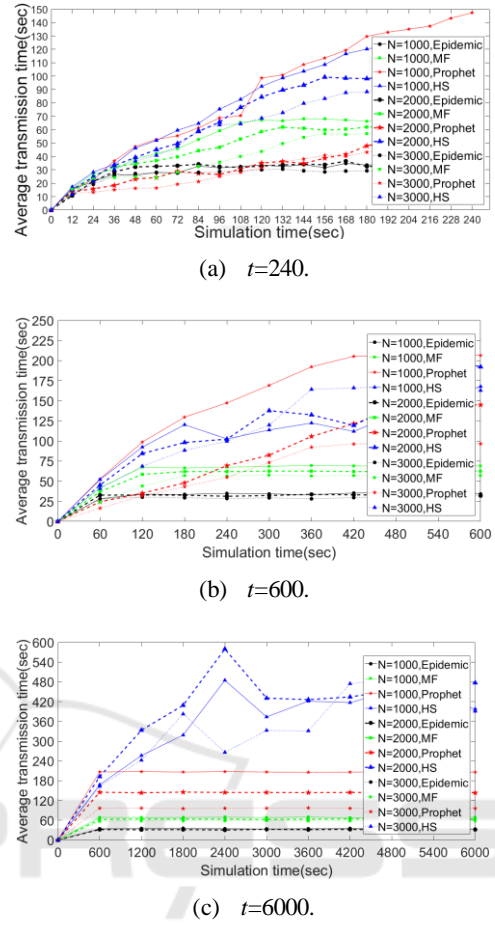 150
140
130
120
110
100
90
80
70
60
50
40
30
20
10
0
Average transmission time(sec)
N=1000,Epidemic
N=1000,MF
N=1000,Prophet
N=1000,HS
N=2000,Epidemic
N=2000,MF
N=2000,Prophet
N=2000,HS
N=3000,Epidemic
N=3000,MF
N=3000,Prophet
N=3000,HS
0 12 24 36 48 60 72 84 96 108 120 132 144 156 168 180 192 204 216 228 240
Simulation time(sec)
(a) t=240.
250
225
200
175
150
125
100
75
50
25
0
Average transmission time(sec)
N=1000,Epidemic
N=1000,MF
N=1000,Prophet
N=1000,HS
N=2000,Epidemic
N=2000,MF
N=2000,Prophet
N=2000,HS
N=3000,Epidemic
N=3000,MF
N=3000,Prophet
N=3000,HS
0 60 120 180 240 300 360 420 480 540 600
Simulation time(sec)
(b) t=600.
600
540
480
420
360
300
240
180
120
60
0
Average transmission time(sec)
N=1000,Epidemic
N=1000,MF
N=1000,Prophet
N=1000,HS
N=2000,Epidemic
N=2000,MF
N=2000,Prophet
N=2000,HS
N=3000,Epidemic
N=3000,MF
N=3000,Prophet
N=3000,HS
0 600 1200 1800 2400 3000 3600 4200 4800 5400 6000
Simulation time(sec)
(c) t=6000.